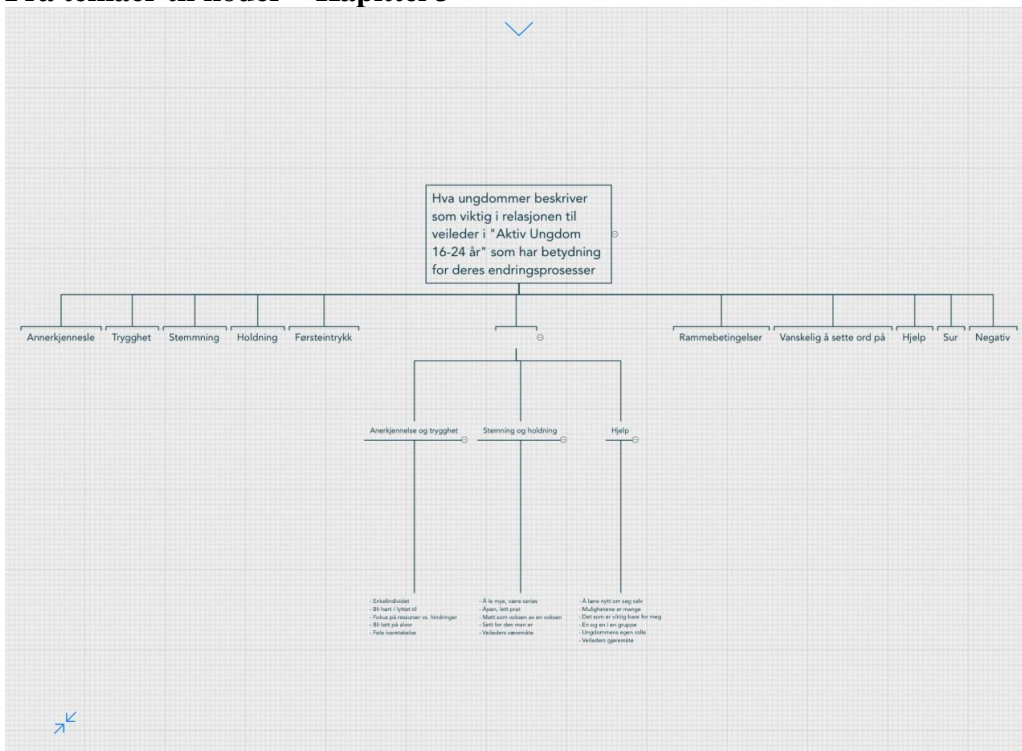 Fra temaer til noder – Kapittel 3
Hva ungdommer beskriver
som viktig i relasjonen til
veileder i "Aktiv Ungdom
16-24 år" som har betydning
for deres endringsprosesser
Annerkjennesle
Trygghet
Stemmning
Holdning
Førsteintrykk
Rammebetingelser
Vanskelig å sette ord på
Hjelp
Sur
Negativ
Anerkjennelse og trygghet
Stemning og holdning
Hjelp
- Enkelindividet
- Bli hørt / lyttet til
- Fokus på ressurser vs. hindringer
- Bli tatt på alvor
- Føle ivaretakelse
- Å le mye, være seriøs
- Åpen, lett prat
- Møtt som voksen av en voksen
- Sett for den man er
- Veileders væremåte
- Å lære nytt om seg selv
- Mulighetene er mange
- Det som er viktig bare for meg
- En og en i en gruppe
- Ungdommens egen rolle
- Veileders gjøremåte